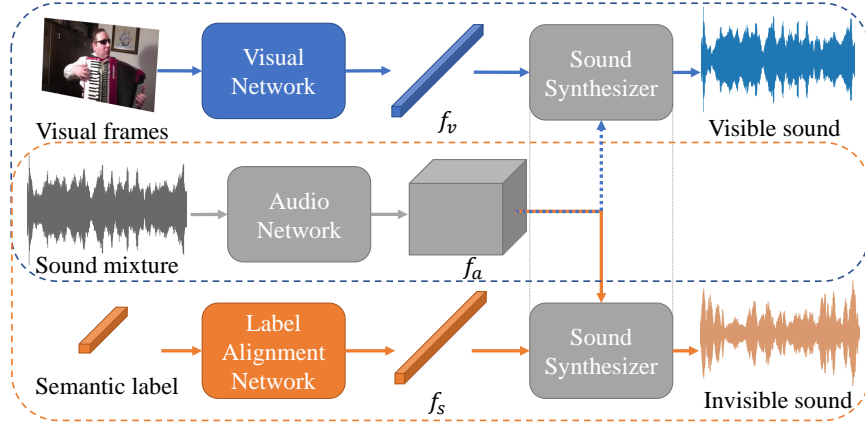 Visual
Network
Sound
Synthesizer
Visual frames
f_v
Visible sound
Audio
Network
Sound mixture
f_a
Label
Alignment
Network
Sound
Synthesizer
Semantic label
f_s
Invisible sound